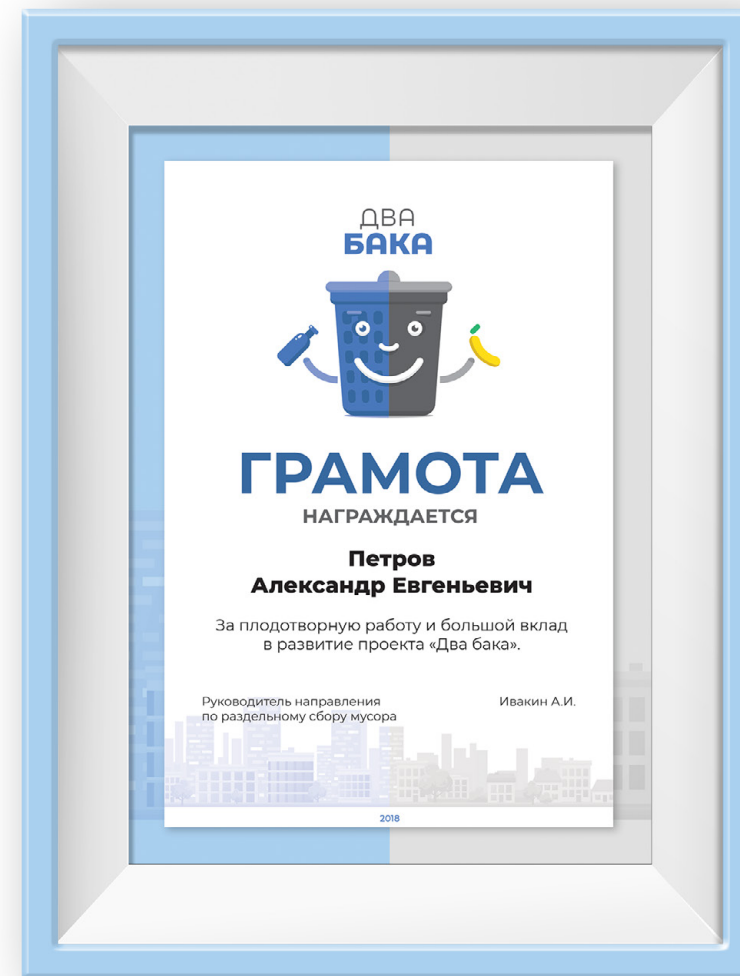 ДВА
БАКА
ГРАМОТА
НАГРАЖДАЕТСЯ
Петров
Александр Евгеньевич
За плодотворную работу и большой вклад
в развитие проекта «Два бака».
Руководитель направления
по раздельному сбору мусора
Ивакин А.И.
2018